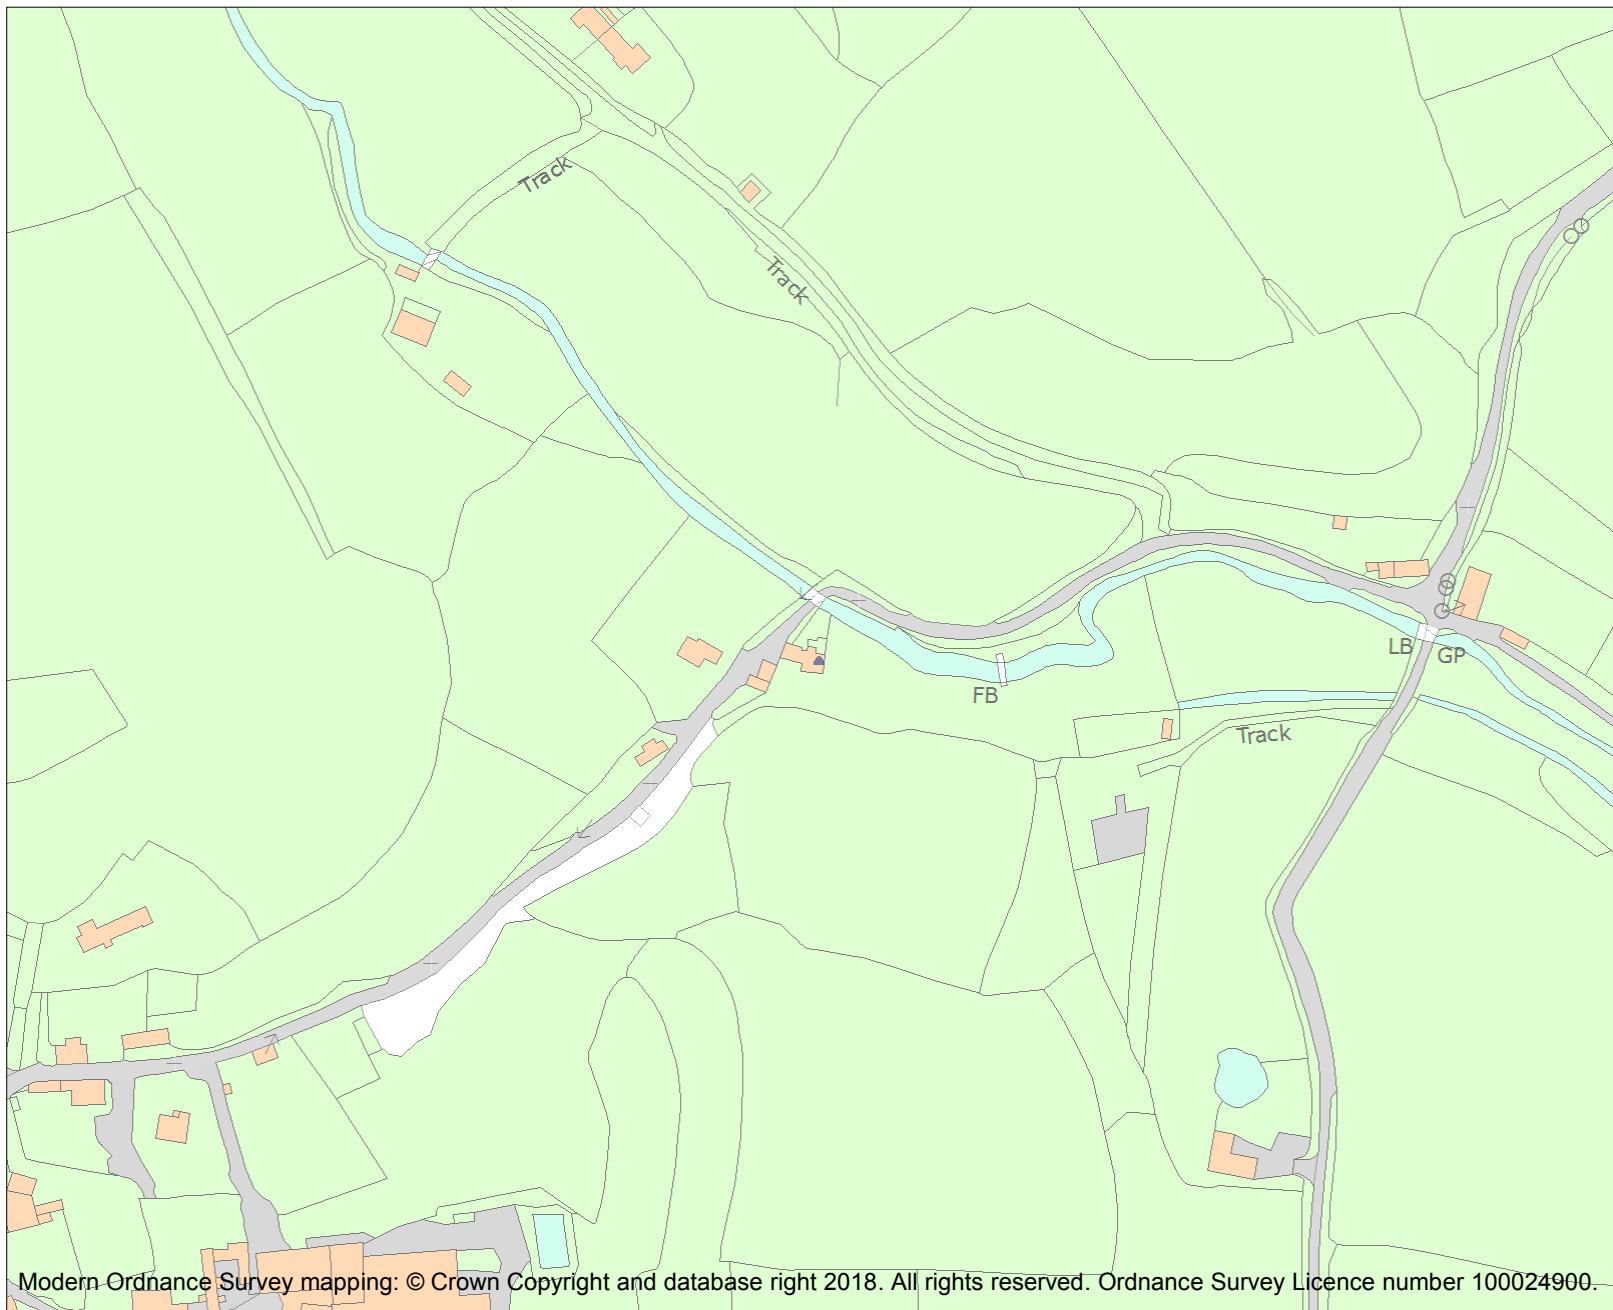 Track
Track
LB
GP
FB
Track
Modern Ordnance Survey mapping: © Crown Copyright and database right 2018. All rights reserved. Ordnance Survey Licence number 100024900.